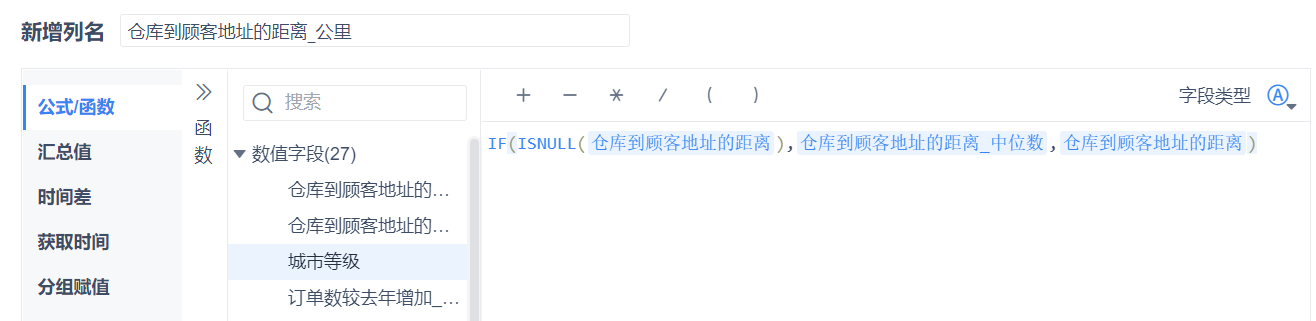 新增列名 仓库到顾客地址的距离_公里
公式/函数
汇总值
时间差
获取时间
分组赋值
函
数
搜索
数值字段(27)
仓库到顾客地址的…
仓库到顾客地址的…
城市等级
订单数较去年增加_…
+ − * / ( ) 字段类型 A
IF(ISNULL(仓库到顾客地址的距离),仓库到顾客地址的距离_中位数,仓库到顾客地址的距离)